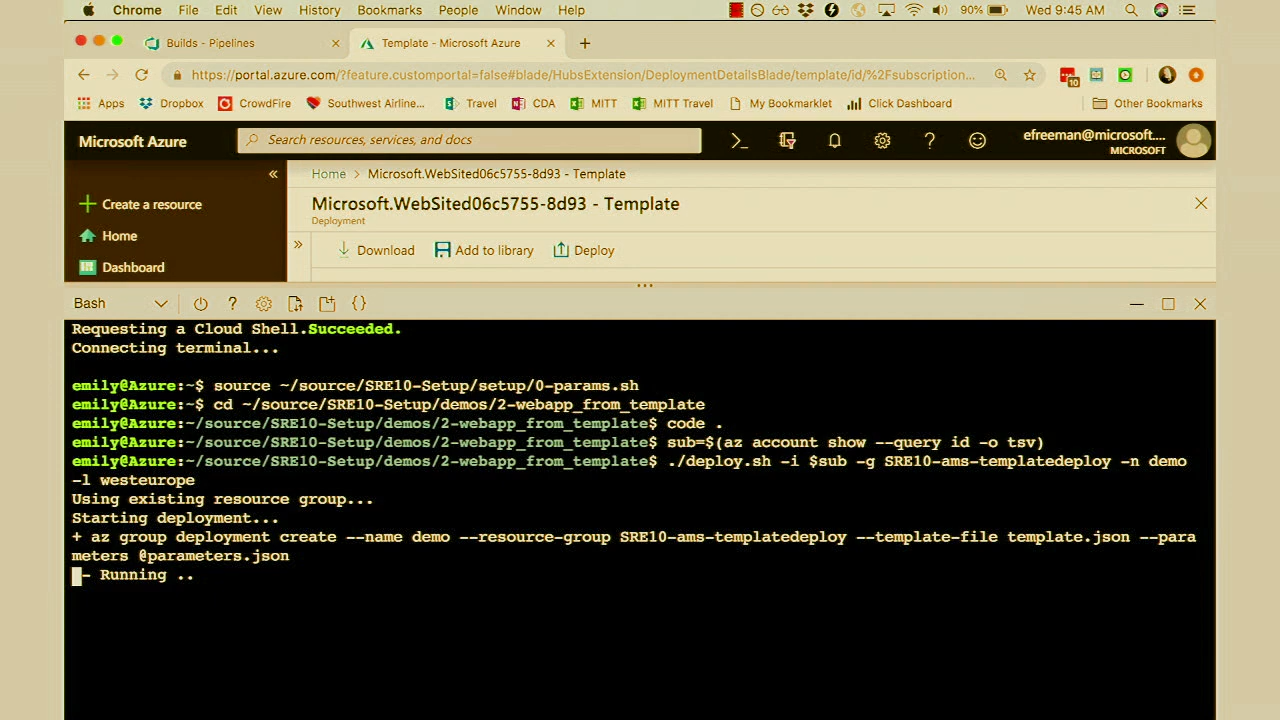 Chrome File Edit View History Bookmarks People Window Help 90% Wed 9:45 AM
Builds - Pipelines Template - Microsoft Azure
https://portal.azure.com/?feature.customportal=false#blade/HubsExtension/DeploymentDetailsBlade/template/id/%2Fsubscription... 10
Apps Dropbox CrowdFire Southwest Airline... Travel CDA MITT MITT Travel My Bookmarklet Click Dashboard Other Bookmarks
Microsoft Azure Search resources, services, and docs efreeman@microsoft....
MICROSOFT
Home > Microsoft.WebSited06c5755-8d93 - Template
Create a resource
Microsoft.WebSited06c5755-8d93 - Template
Deployment
Home
Download Add to library Deploy
Dashboard
Bash
Requesting a Cloud Shell.Succeeded.
Connecting terminal...
emily@Azure:~$ source ~/source/SRE10-Setup/setup/0-params.sh
emily@Azure:~$ cd ~/source/SRE10-Setup/demos/2-webapp_from_template
emily@Azure:~/source/SRE10-Setup/demos/2-webapp_from_template$ code .
emily@Azure:~/source/SRE10-Setup/demos/2-webapp_from_template$ sub=$(az account show --query id -o tsv)
emily@Azure:~/source/SRE10-Setup/demos/2-webapp_from_template$ ./deploy.sh -i $sub -g SRE10-ams-templatedeploy -n demo
-l westeurope
Using existing resource group...
Starting deployment...
+ az group deployment create --name demo --resource-group SRE10-ams-templatedeploy --template-file template.json --para
meters @parameters.json
- Running ..